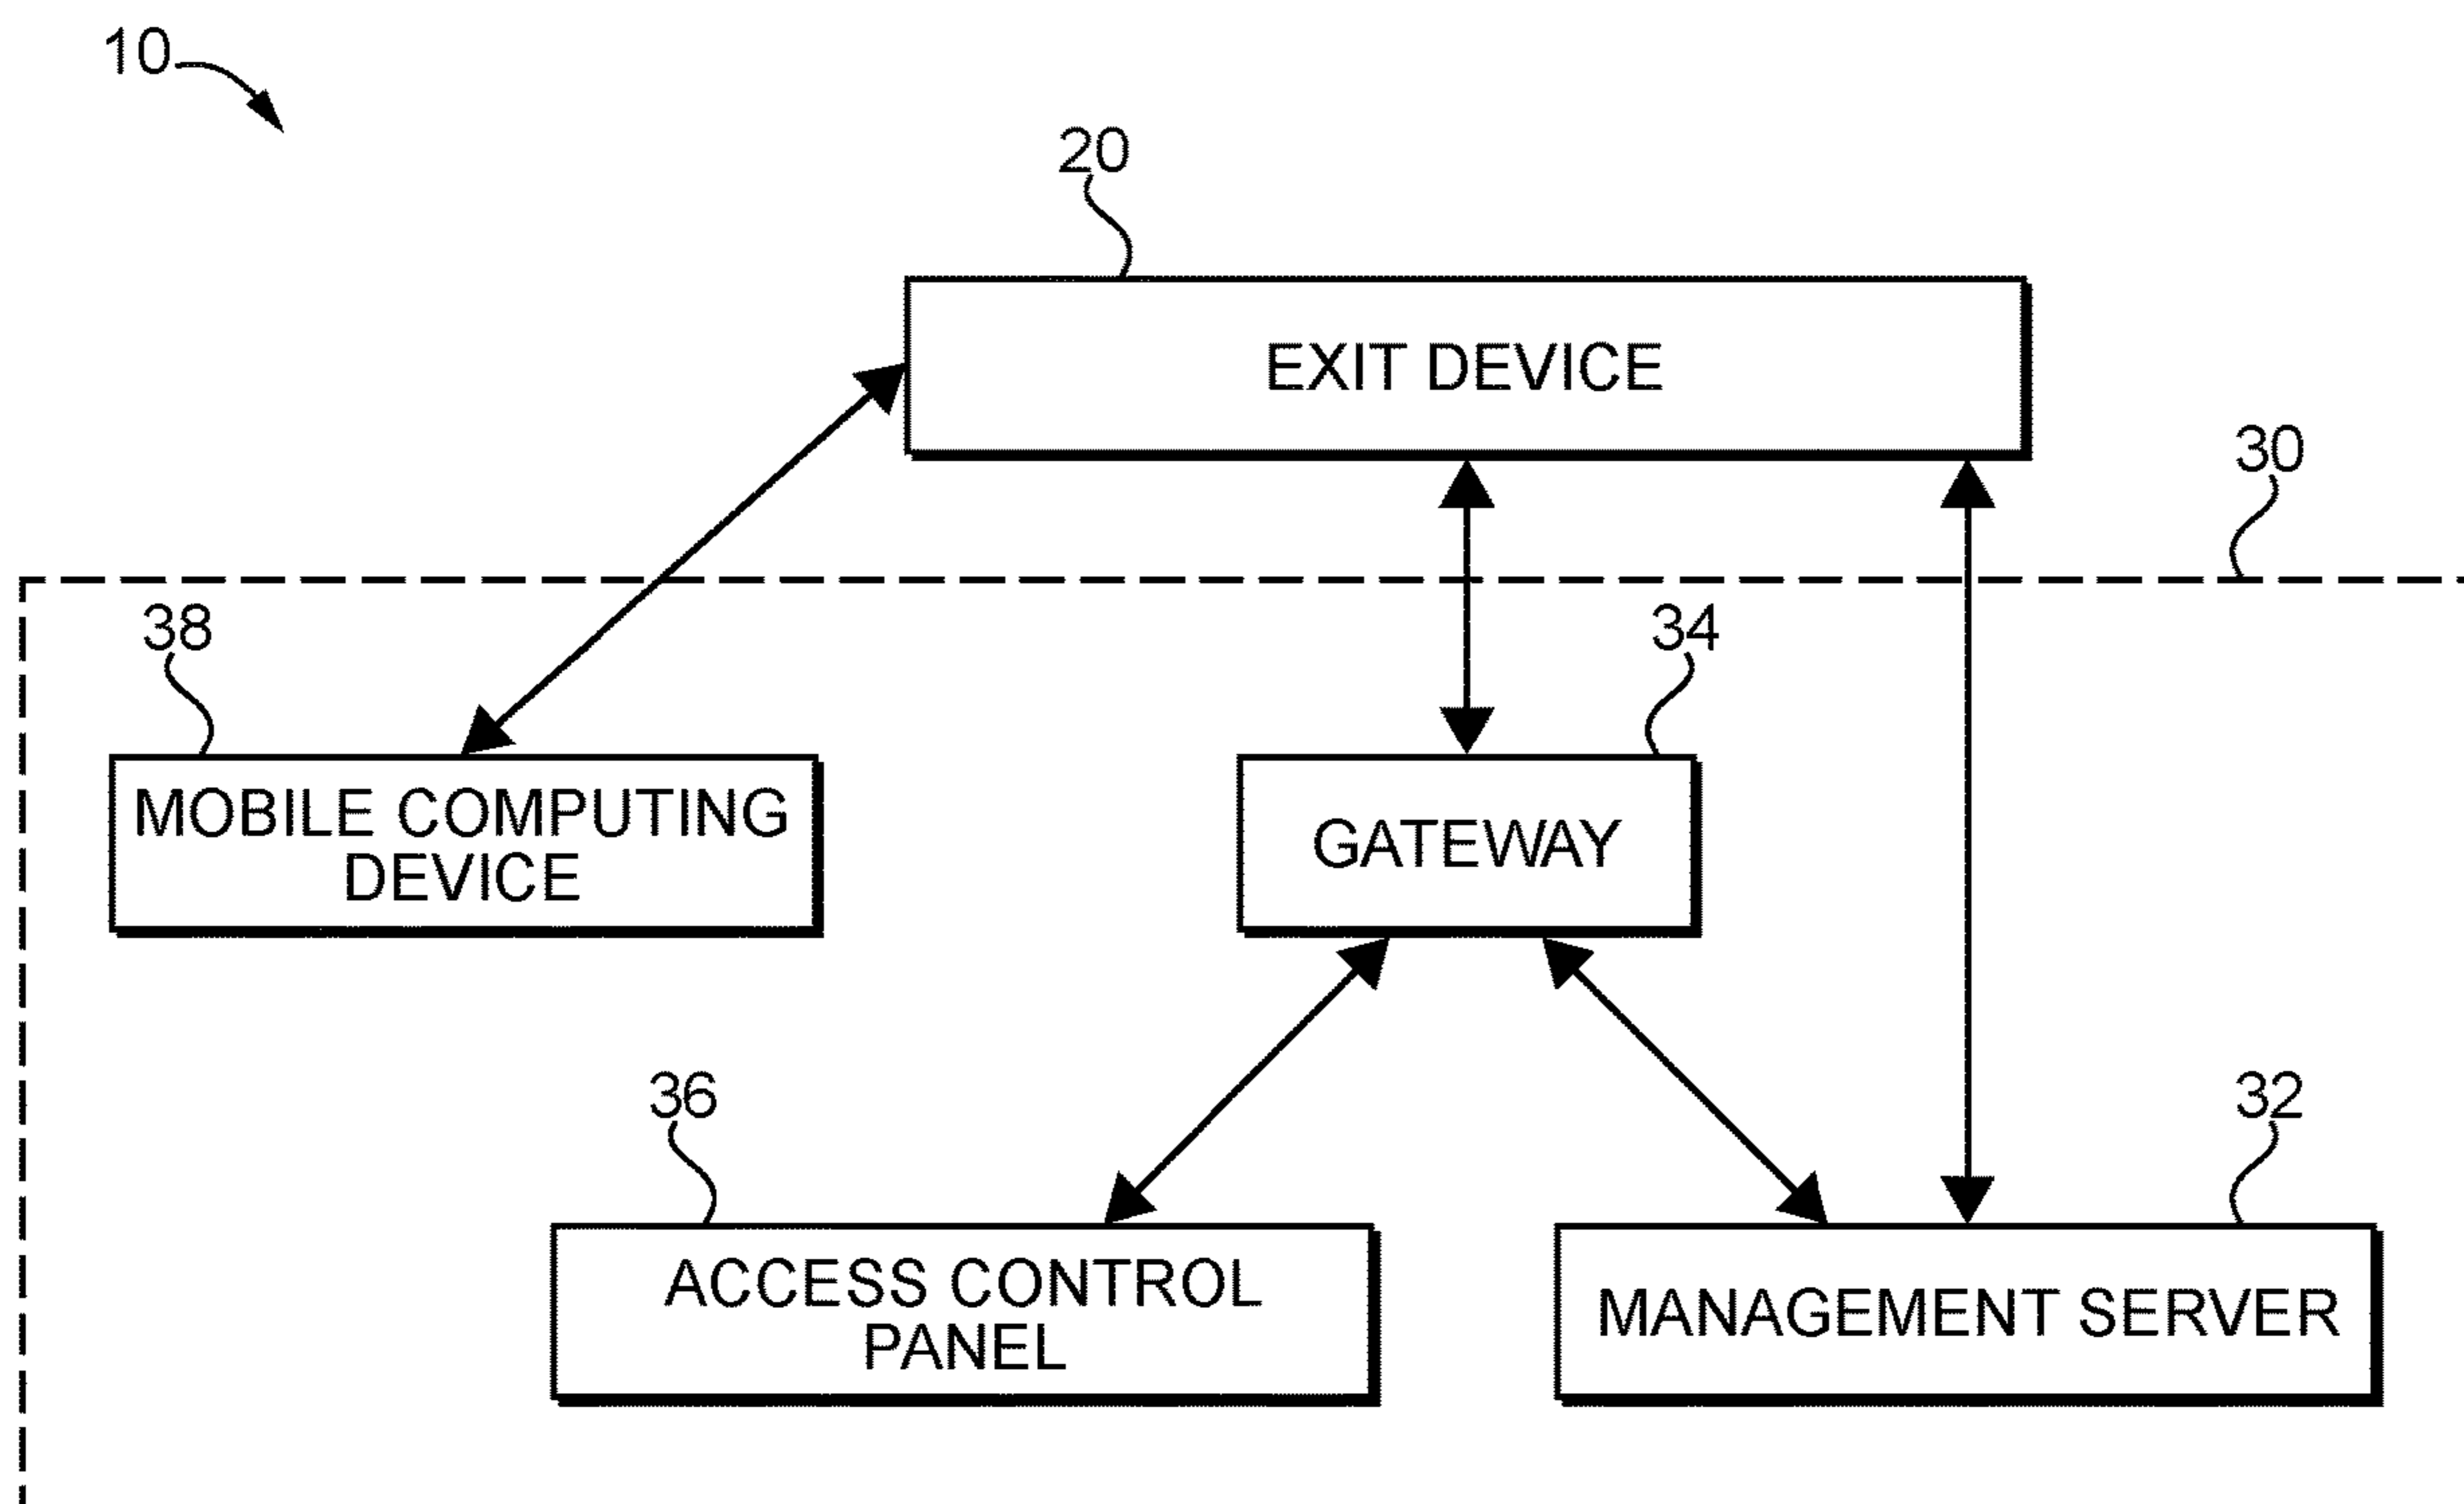 10
20
EXIT DEVICE
30
38
34
MOBILE COMPUTING
DEVICE
GATEWAY
36
32
ACCESS CONTROL
PANEL
MANAGEMENT SERVER